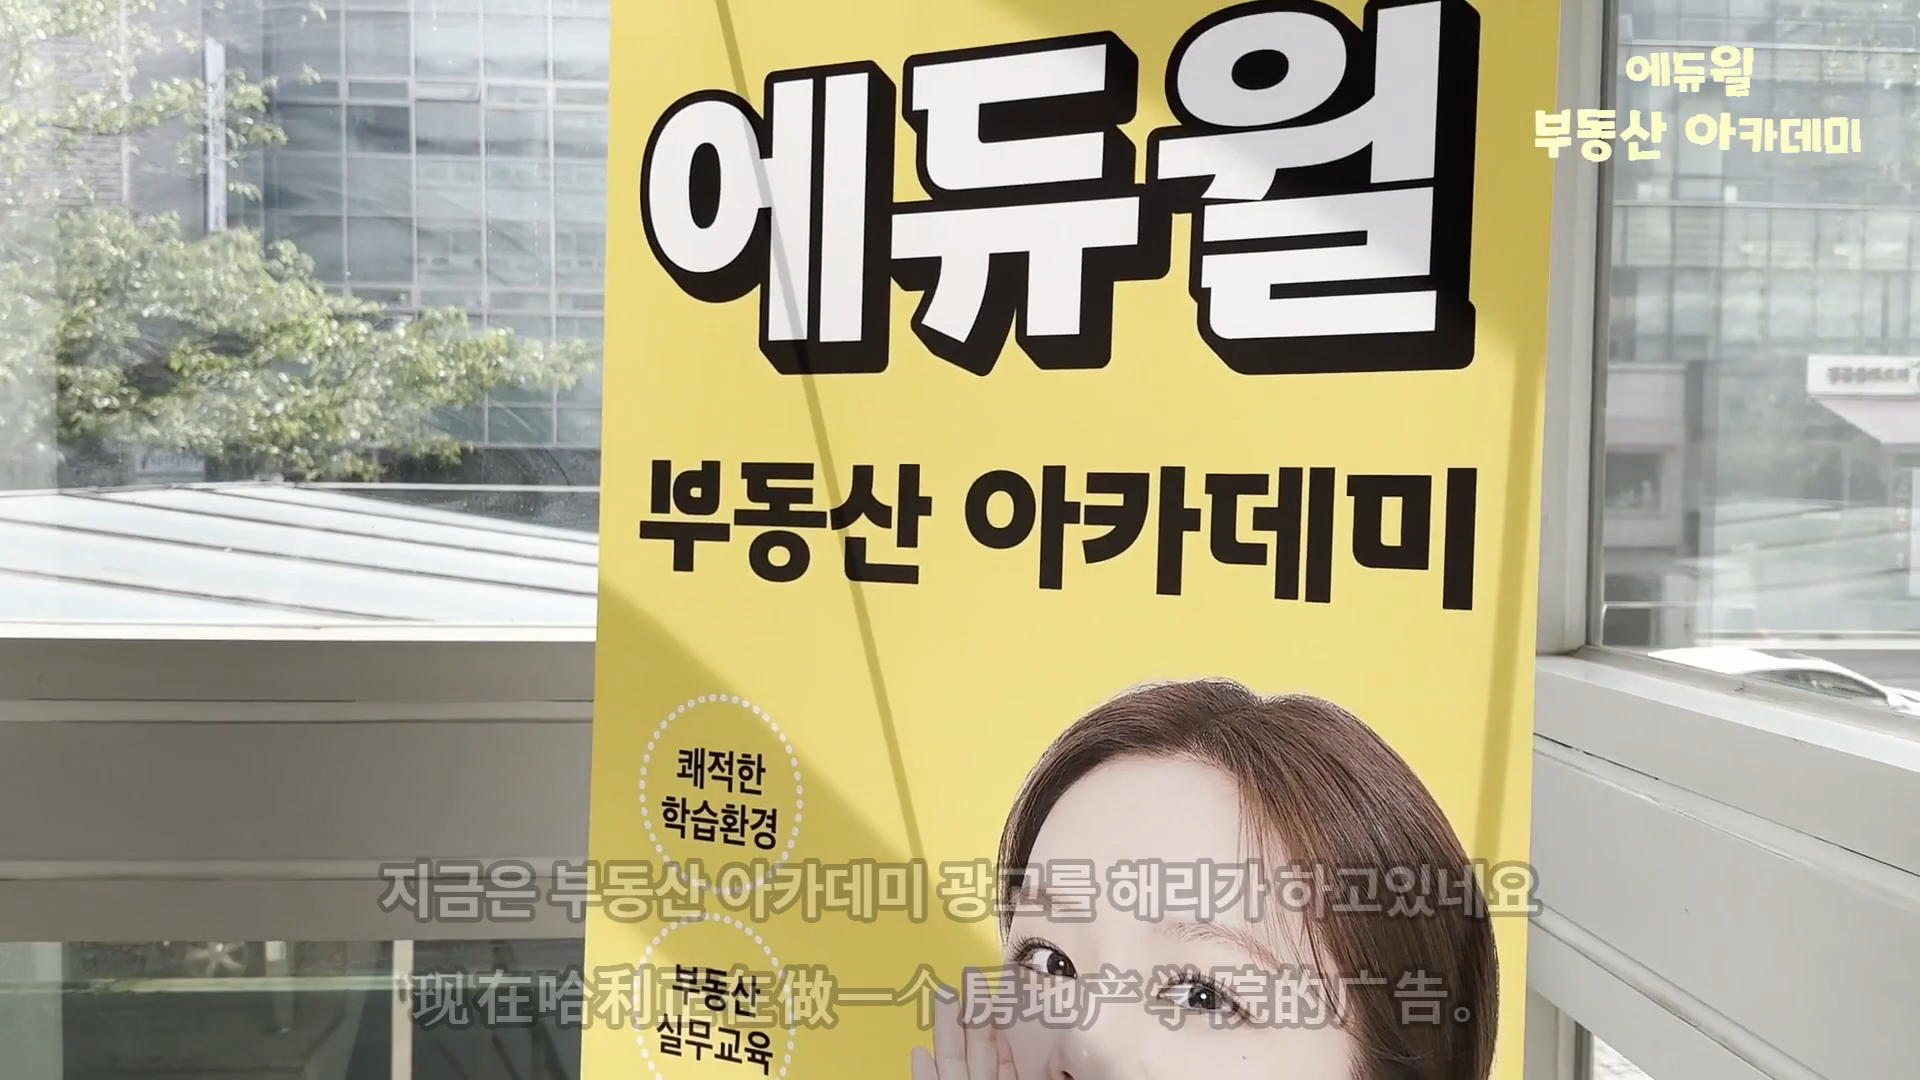 에듀윌
부동산 아카데미
에듀윌
부동산 아카데미
쾌적한
학습환경
지금은 부동산 아카데미 광고를 해리가 하고있네요
부동산
실무교육
现在哈利正在做一个房地产学院的广告。